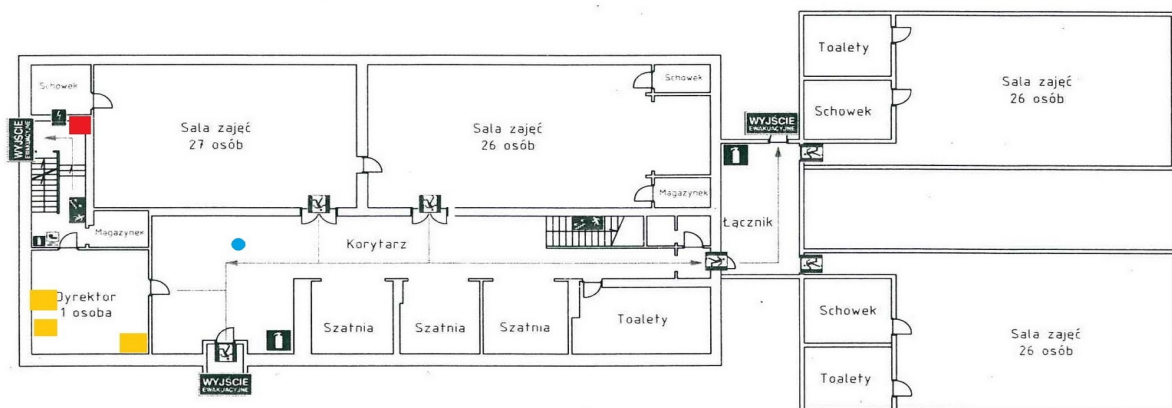 Schowek
WYJŚCIE
EWAKUACYJNE
Sala zajęć
27 osób
Sala zajęć
26 osób
Schowek
Magazynek
WYJŚCIE
EWAKUACYJNE
Toalety
Schowek
Sala zajęć
26 osób
Magazynek
Korytarz
Łącznik
Dyrektor
1 osoba
Szatnia
Szatnia
Szatnia
Toalety
WYJŚCIE
EWAKUACYJNE
Schowek
Toalety
Sala zajęć
26 osób